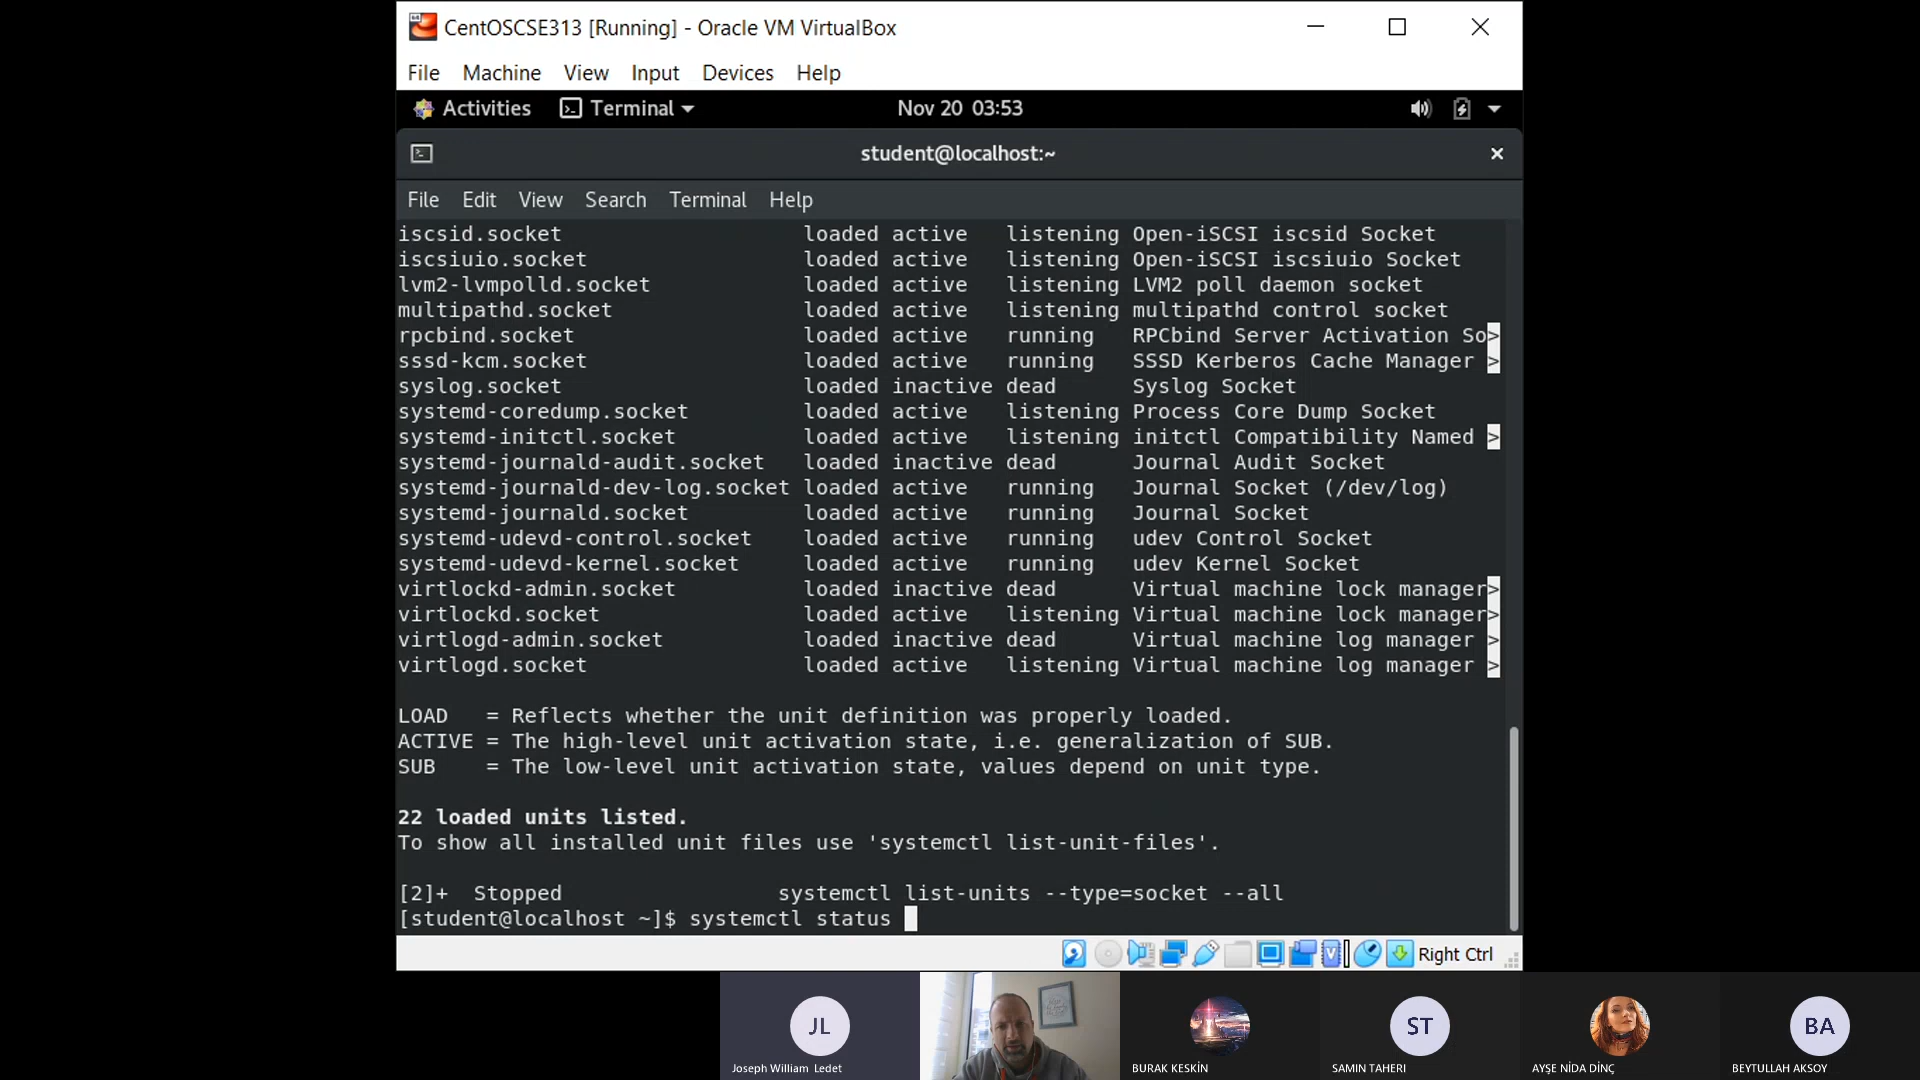 CentOSCSE313 [Running] - Oracle VM VirtualBox
File Machine View Input Devices Help
Activities Terminal Nov 20 03:53
student@localhost:~
File Edit View Search Terminal Help
iscsid.socket loaded active listening Open-iSCSI iscsid Socket
iscsiuio.socket loaded active listening Open-iSCSI iscsiuio Socket
lvm2-lvmpolld.socket loaded active listening LVM2 poll daemon socket
multipathd.socket loaded active listening multipathd control socket
rpcbind.socket loaded active running RPCbind Server Activation So>
sssd-kcm.socket loaded active running SSSD Kerberos Cache Manager >
syslog.socket loaded inactive dead Syslog Socket
systemd-coredump.socket loaded active listening Process Core Dump Socket
systemd-initctl.socket loaded active listening initctl Compatibility Named >
systemd-journald-audit.socket loaded inactive dead Journal Audit Socket
systemd-journald-dev-log.socket loaded active running Journal Socket (/dev/log)
systemd-journald.socket loaded active running Journal Socket
systemd-udevd-control.socket loaded active running udev Control Socket
systemd-udevd-kernel.socket loaded active running udev Kernel Socket
virtlockd-admin.socket loaded inactive dead Virtual machine lock manager>
virtlockd.socket loaded active listening Virtual machine lock manager>
virtlogd-admin.socket loaded inactive dead Virtual machine log manager >
virtlogd.socket loaded active listening Virtual machine log manager >
LOAD = Reflects whether the unit definition was properly loaded.
ACTIVE = The high-level unit activation state, i.e. generalization of SUB.
SUB = The low-level unit activation state, values depend on unit type.
22 loaded units listed.
To show all installed unit files use 'systemctl list-unit-files'.
[2]+ Stopped systemctl list-units --type=socket --all
[student@localhost ~]$ systemctl status
Right Ctrl
JL ST BA
Joseph William Ledet BURAK KESKİN SAMIN TAHERI AYŞE NİDA DİNÇ BEYTULLAH AKSOY